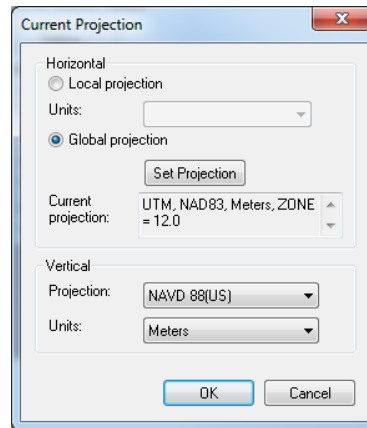 Current Projection
Horizontal
Local projection
Units:
Global projection
Set Projection
Current
projection:
UTM, NAD83, Meters, ZONE
= 12.0
Vertical
Projection:
NAVD 88(US)
Units:
Meters
OK
Cancel